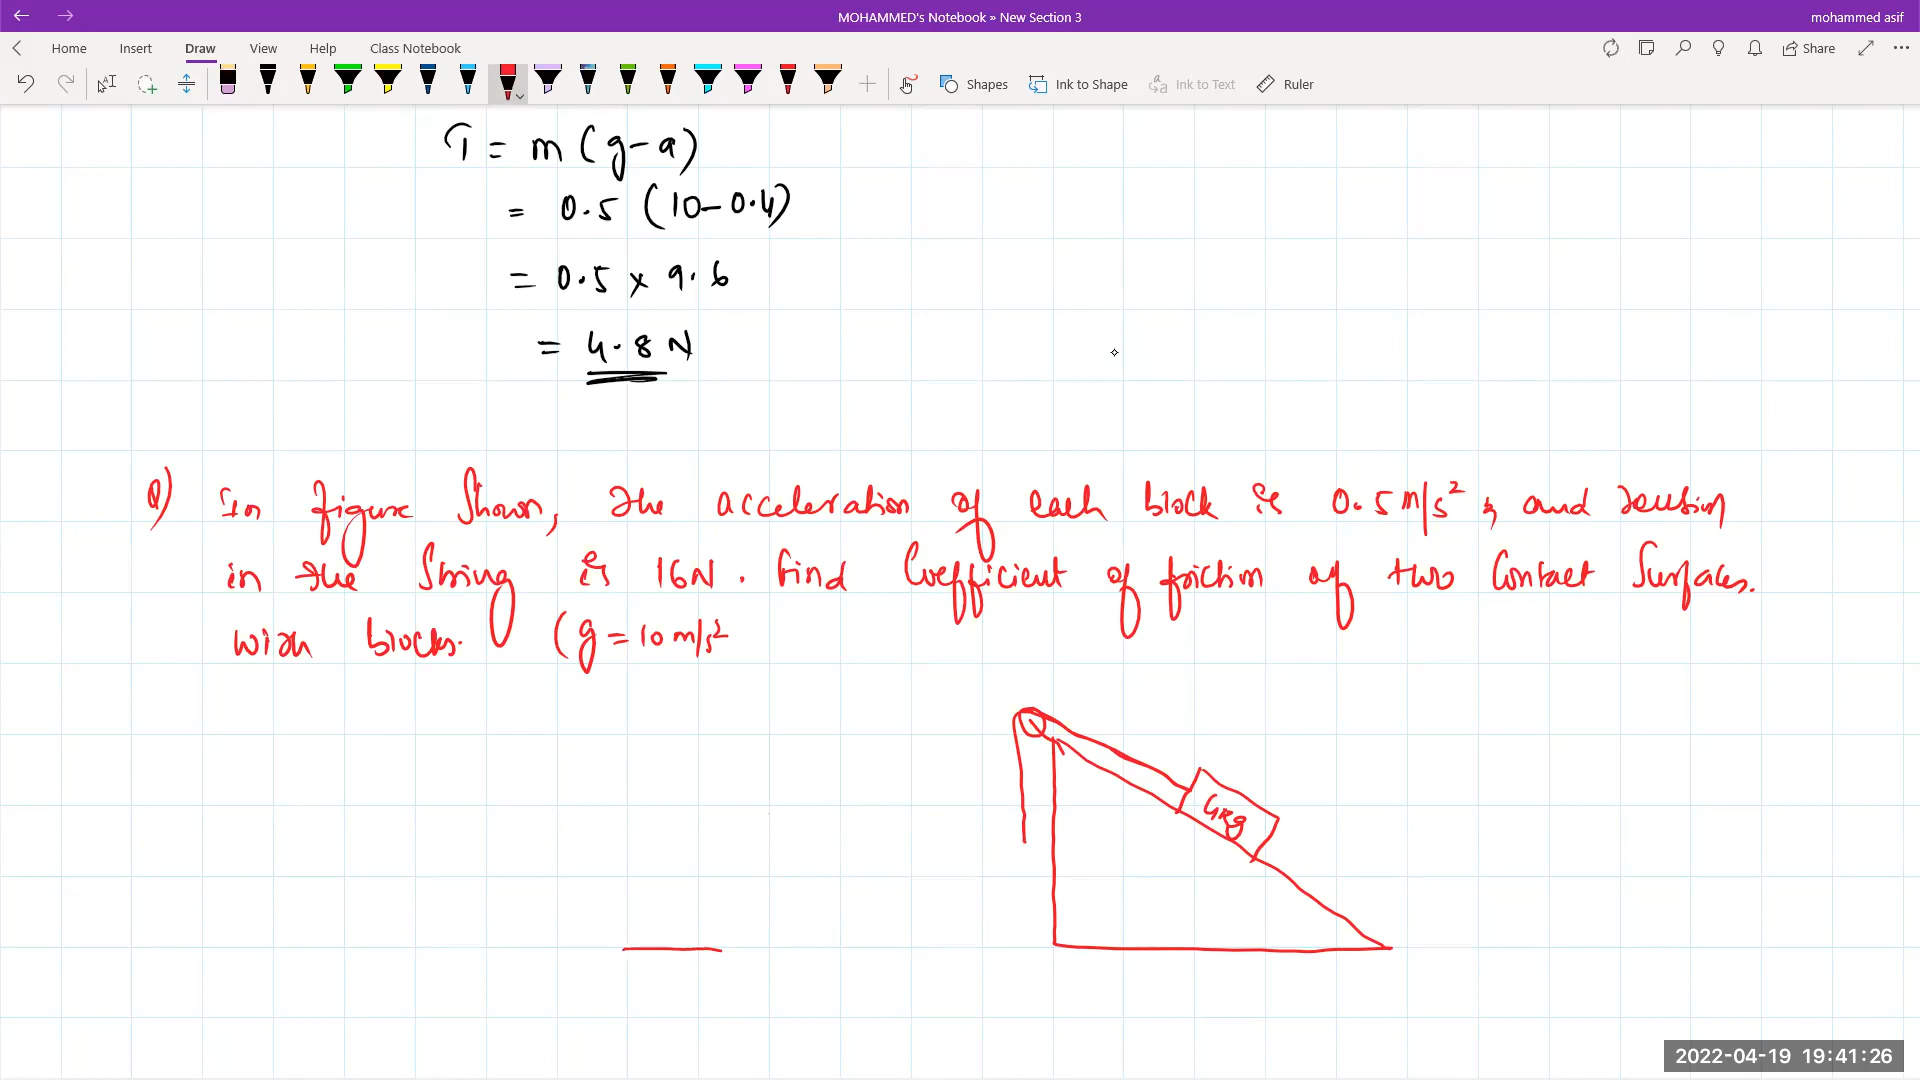 MOHAMMED's Notebook » New Section 3
mohammed asif
Home Insert Draw View Help Class Notebook
Share
Shapes Ink to Shape Ink to Text Ruler
T = m (g-a)
= 0.5 (10-0.4)
= 0.5 x 9.6
= 4.8 N
Q) In figure Shown, the acceleration of each block is 0.5 m/s² ; and tension
in the String is 16N. Find Coefficient of friction of two Contact Surfaces.
with blocks. (g = 10 m/s²
4Kg
2022-04-19 19:41:26